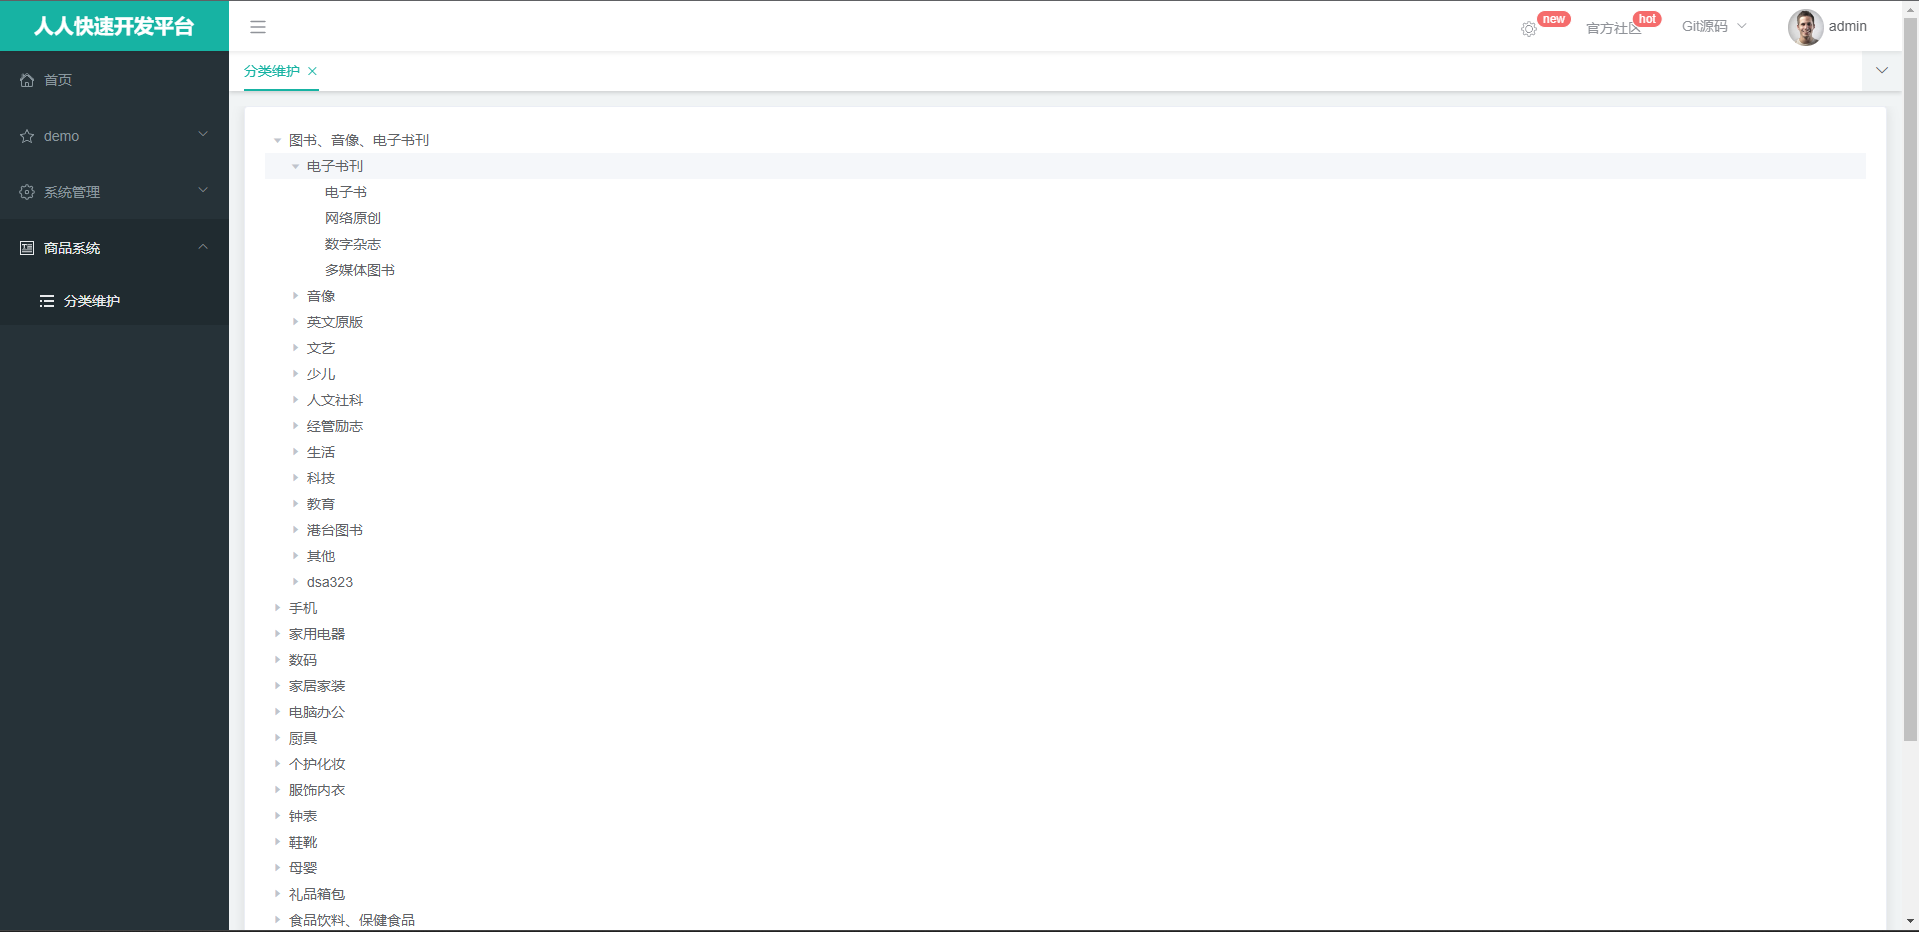 人人快速开发平台
new
官方社区
hot
Git源码
admin
首页
demo
系统管理
商品系统
分类维护
分类维护
图书、音像、电子书刊
电子书刊
电子书
网络原创
数字杂志
多媒体图书
音像
英文原版
文艺
少儿
人文社科
经管励志
生活
科技
教育
港台图书
其他
dsa323
手机
家用电器
数码
家居家装
电脑办公
厨具
个护化妆
服饰内衣
钟表
鞋靴
母婴
礼品箱包
食品饮料、保健食品